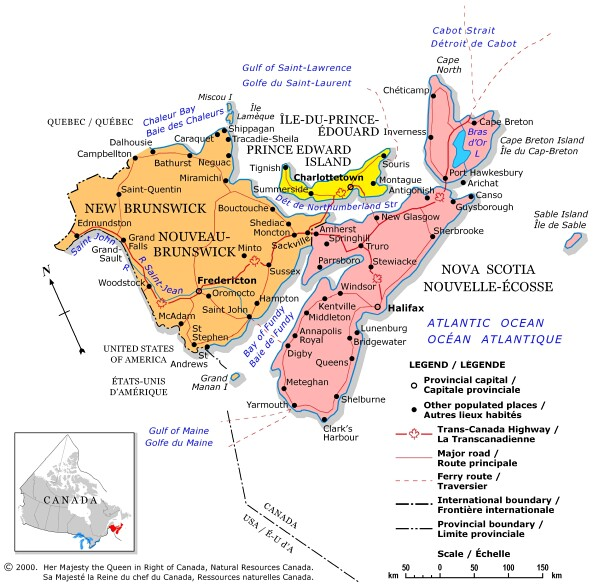 Cabot Strait
Détroit de Cabot
Gulf of Saint-Lawrence
Golfe du Saint-Laurent
Cape
North
Chéticamp
Miscou I
Île
Lamèque
Chaleur Bay
Baie des Chaleurs
QUEBEC / QUÉBEC
Shippagan
Caraquet
Tracadie-Sheila
Dalhousie
Campbellton
Bathurst
Neguac
Miramichi
ÎLE-DU-PRINCE-
ÉDOUARD
PRINCE EDWARD
ISLAND
Tignish
Souris
Charlottetown
Summerside
Montague
Dét de Northumberland Str
Inverness
Cape Breton
Bras
d'Or
L
Cape Breton Island
Île du Cap-Breton
Port Hawkesbury
Arichat
Antigonish
Canso
Guysborough
New Glasgow
Sherbrooke
Sable Island
Île de Sable
Saint-Quentin
NEW BRUNSWICK
Bouctouche
Edmundston
Saint John
R
Grand
Falls
Grand-
Sault
NOUVEAU-
BRUNSWICK
Shediac
Moncton
Sackville
Amherst
Springhill
Truro
Parrsboro
Stewiacke
Minto
Sussex
R. Saint-Jean
Fredericton
Oromocto
Woodstock
Hampton
Saint John
McAdam
St
Stephen
St
Andrews
Grand
Manan I
Bay of Fundy
Baie de Fundy
Windsor
Kentville
Middleton
Halifax
Annapolis
Royal
Lunenburg
Bridgewater
Digby
Queens
Meteghan
Shelburne
Yarmouth
Clark's
Harbour
NOVA SCOTIA
NOUVELLE-ÉCOSSE
ATLANTIC OCEAN
OCÉAN ATLANTIQUE
UNITED STATES
OF AMERICA
ÉTATS-UNIS
D'AMÉRIQUE
N
Gulf of Maine
Golfe du Maine
CANADA
USA / É-U d'A
CANADA
LEGEND / LÉGENDE
Provincial capital /
Capitale provinciale
Other populated places /
Autres lieux habités
Trans-Canada Highway /
La Transcanadienne
Major road /
Route principale
Ferry route /
Traversier
International boundary /
Frontière internationale
Provincial boundary /
Limite provinciale
Scale / Échelle
50 0 50 100 150
km km
© 2000. Her Majesty the Queen in Right of Canada, Natural Resources Canada.
Sa Majesté la Reine du chef du Canada, Ressources naturelles Canada.